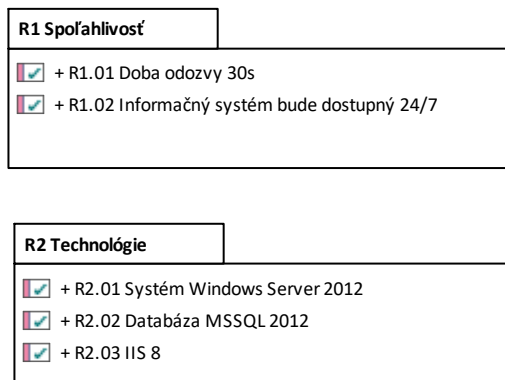 R1 Spoľahlivosť
+ R1.01 Doba odozvy 30s
+ R1.02 Informačný systém bude dostupný 24/7
R2 Technológie
+ R2.01 Systém Windows Server 2012
+ R2.02 Databáza MSSQL 2012
+ R2.03 IIS 8